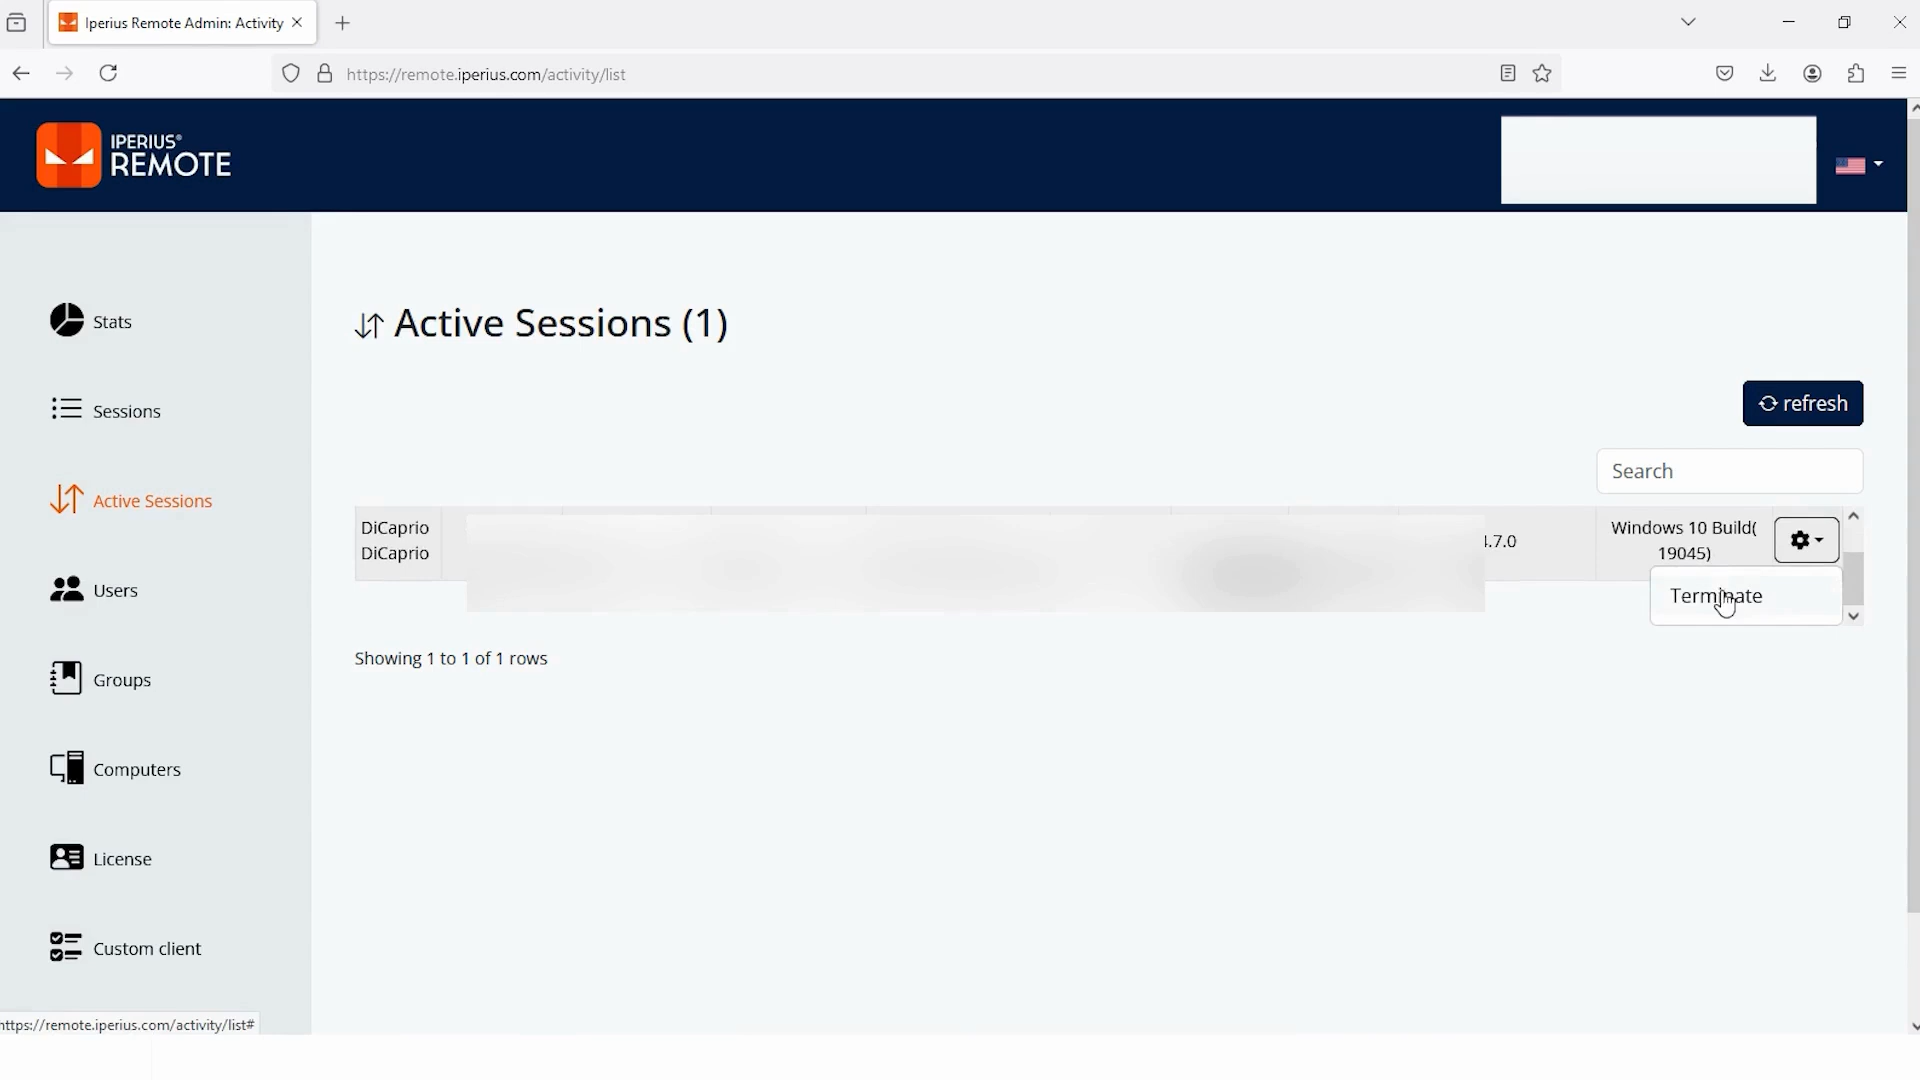 Iperius Remote Admin: Activity
https://remote.iperius.com/activity/list
IPERIUS®
REMOTE
Stats
Sessions
Active Sessions
Users
Groups
Computers
License
Custom client
Active Sessions (1)
refresh
Search
DiCaprio
DiCaprio
4.7.0
Windows 10 Build(
19045)
Terminate
Showing 1 to 1 of 1 rows
https://remote.iperius.com/activity/list#